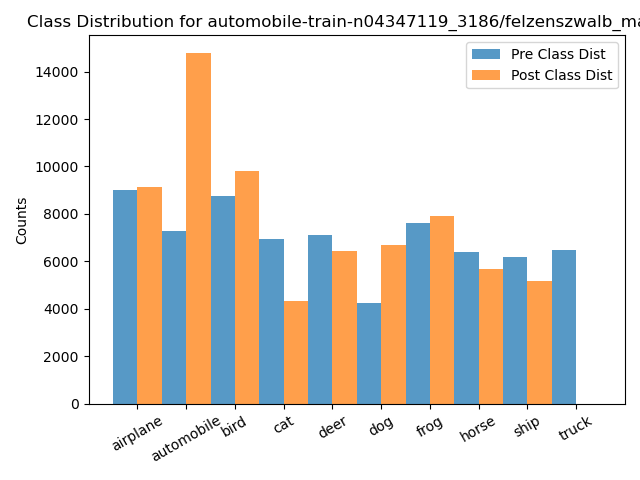 Class Distribution for automobile-train-n04347119_3186/felzenszwalb_ma
Pre Class Dist
Post Class Dist
Counts
14000
12000
10000
8000
6000
4000
2000
0
airplane
automobile
bird
cat
deer
dog
frog
horse
ship
truck